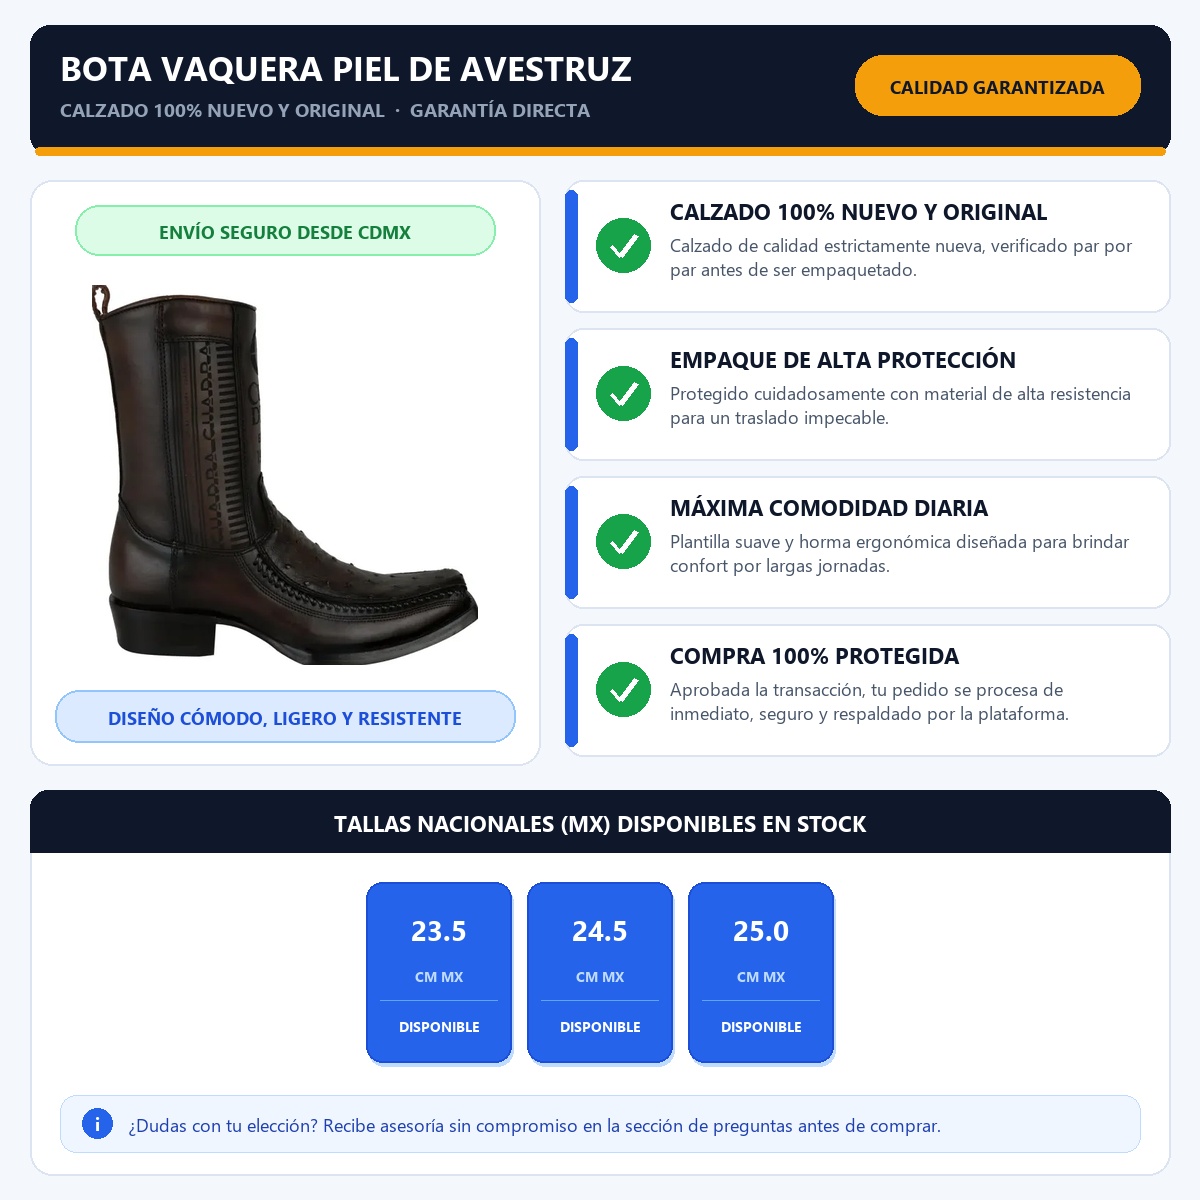 BOTA VAQUERA PIEL DE AVESTRUZ
CALZADO 100% NUEVO Y ORIGINAL · GARANTÍA DIRECTA
CALIDAD GARANTIZADA
ENVÍO SEGURO DESDE CDMX
CUADRA
DISEÑO CÓMODO, LIGERO Y RESISTENTE
CALZADO 100% NUEVO Y ORIGINAL
Calzado de calidad estrictamente nueva, verificado par por
par antes de ser empaquetado.
EMPAQUE DE ALTA PROTECCIÓN
Protegido cuidadosamente con material de alta resistencia
para un traslado impecable.
MÁXIMA COMODIDAD DIARIA
Plantilla suave y horma ergonómica diseñada para brindar
confort por largas jornadas.
COMPRA 100% PROTEGIDA
Aprobada la transacción, tu pedido se procesa de
inmediato, seguro y respaldado por la plataforma.
TALLAS NACIONALES (MX) DISPONIBLES EN STOCK
23.5
CM MX
DISPONIBLE
24.5
CM MX
DISPONIBLE
25.0
CM MX
DISPONIBLE
¿Dudas con tu elección? Recibe asesoría sin compromiso en la sección de preguntas antes de comprar.